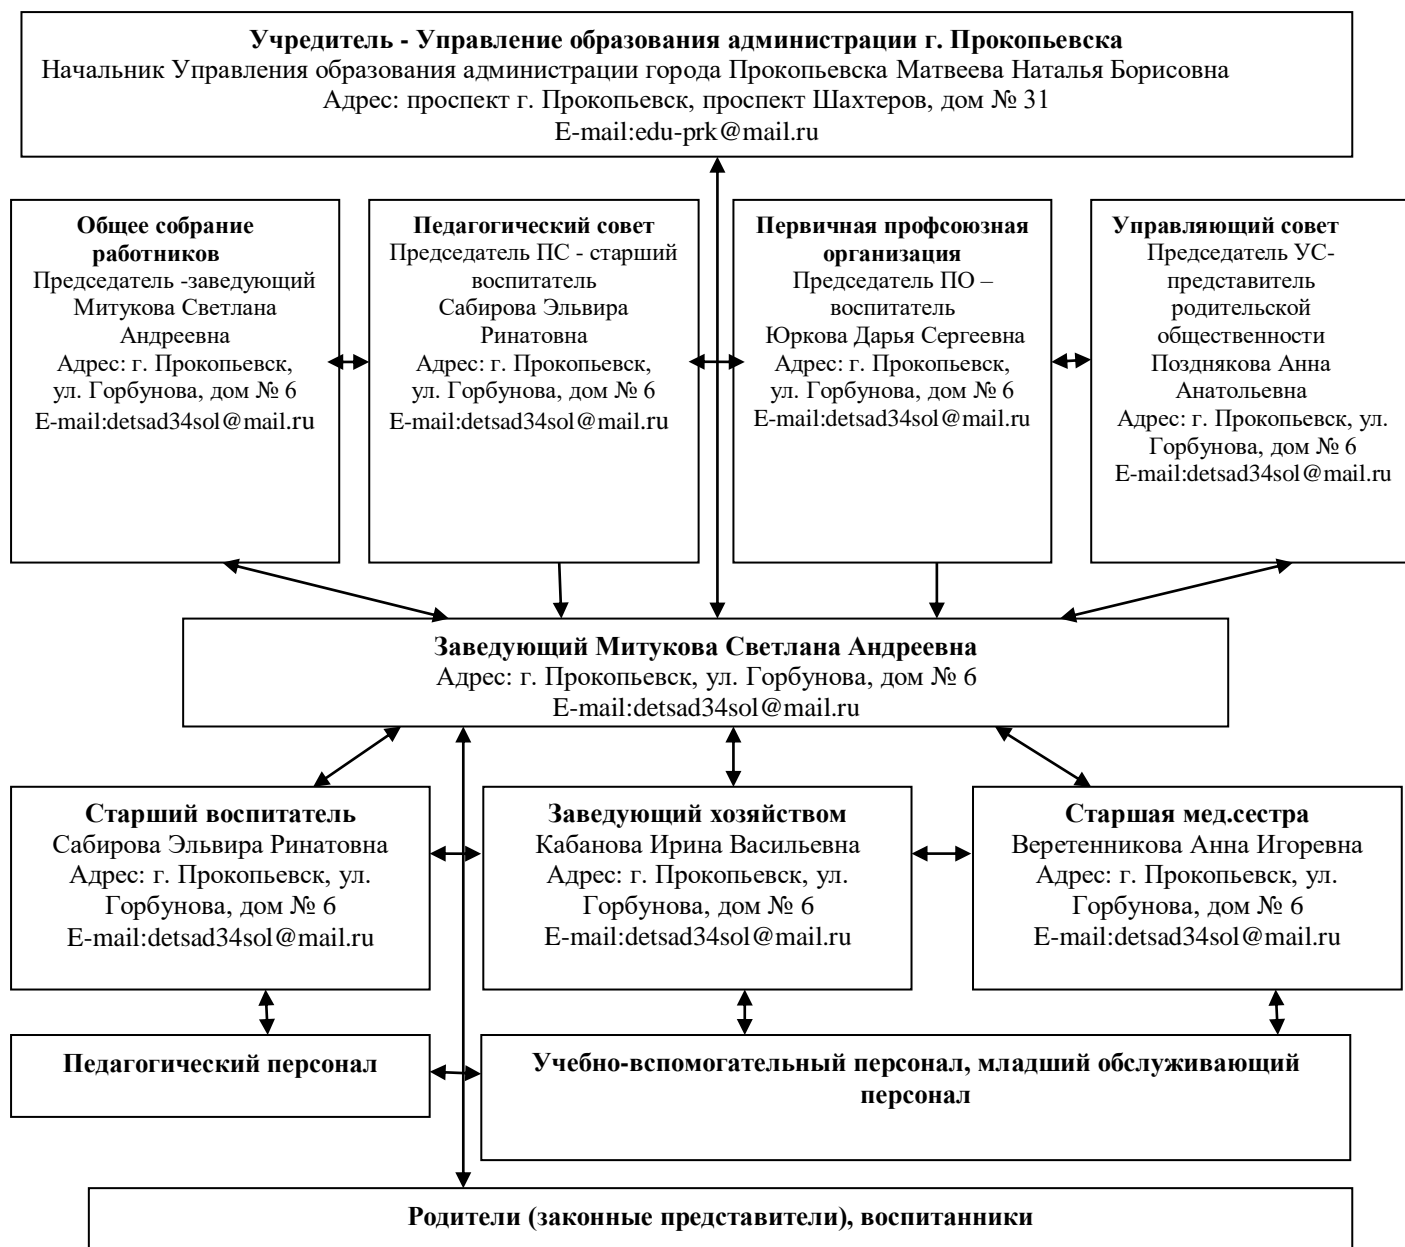 Учредитель - Управление образования администрации г. Прокопьевска
Начальник Управления образования администрации города Прокопьевска Матвеева Наталья Борисовна
Адрес: проспект г. Прокопьевск, проспект Шахтеров, дом № 31
E-mail:edu-prk@mail.ru
Общее собрание
работников
Председатель -заведующий
Митукова Светлана
Андреевна
Адрес: г. Прокопьевск,
ул. Горбунова, дом № 6
E-mail:detsad34sol@mail.ru
Педагогический совет
Председатель ПС - старший
воспитатель
Сабирова Эльвира
Ринатовна
Адрес: г. Прокопьевск,
ул. Горбунова, дом № 6
E-mail:detsad34sol@mail.ru
Первичная профсоюзная
организация
Председатель ПО –
воспитатель
Юркова Дарья Сергеевна
Адрес: г. Прокопьевск,
ул. Горбунова, дом № 6
E-mail:detsad34sol@mail.ru
Управляющий совет
Председатель УС-
представитель
родительской
общественности
Позднякова Анна
Анатольевна
Адрес: г. Прокопьевск, ул.
Горбунова, дом № 6
E-mail:detsad34sol@mail.ru
Заведующий Митукова Светлана Андреевна
Адрес: г. Прокопьевск, ул. Горбунова, дом № 6
E-mail:detsad34sol@mail.ru
Старший воспитатель
Сабирова Эльвира Ринатовна
Адрес: г. Прокопьевск, ул.
Горбунова, дом № 6
E-mail:detsad34sol@mail.ru
Заведующий хозяйством
Кабанова Ирина Васильевна
Адрес: г. Прокопьевск, ул.
Горбунова, дом № 6
E-mail:detsad34sol@mail.ru
Старшая мед.сестра
Веретенникова Анна Игоревна
Адрес: г. Прокопьевск, ул.
Горбунова, дом № 6
E-mail:detsad34sol@mail.ru
Педагогический персонал
Учебно-вспомогательный персонал, младший обслуживающий
персонал
Родители (законные представители), воспитанники